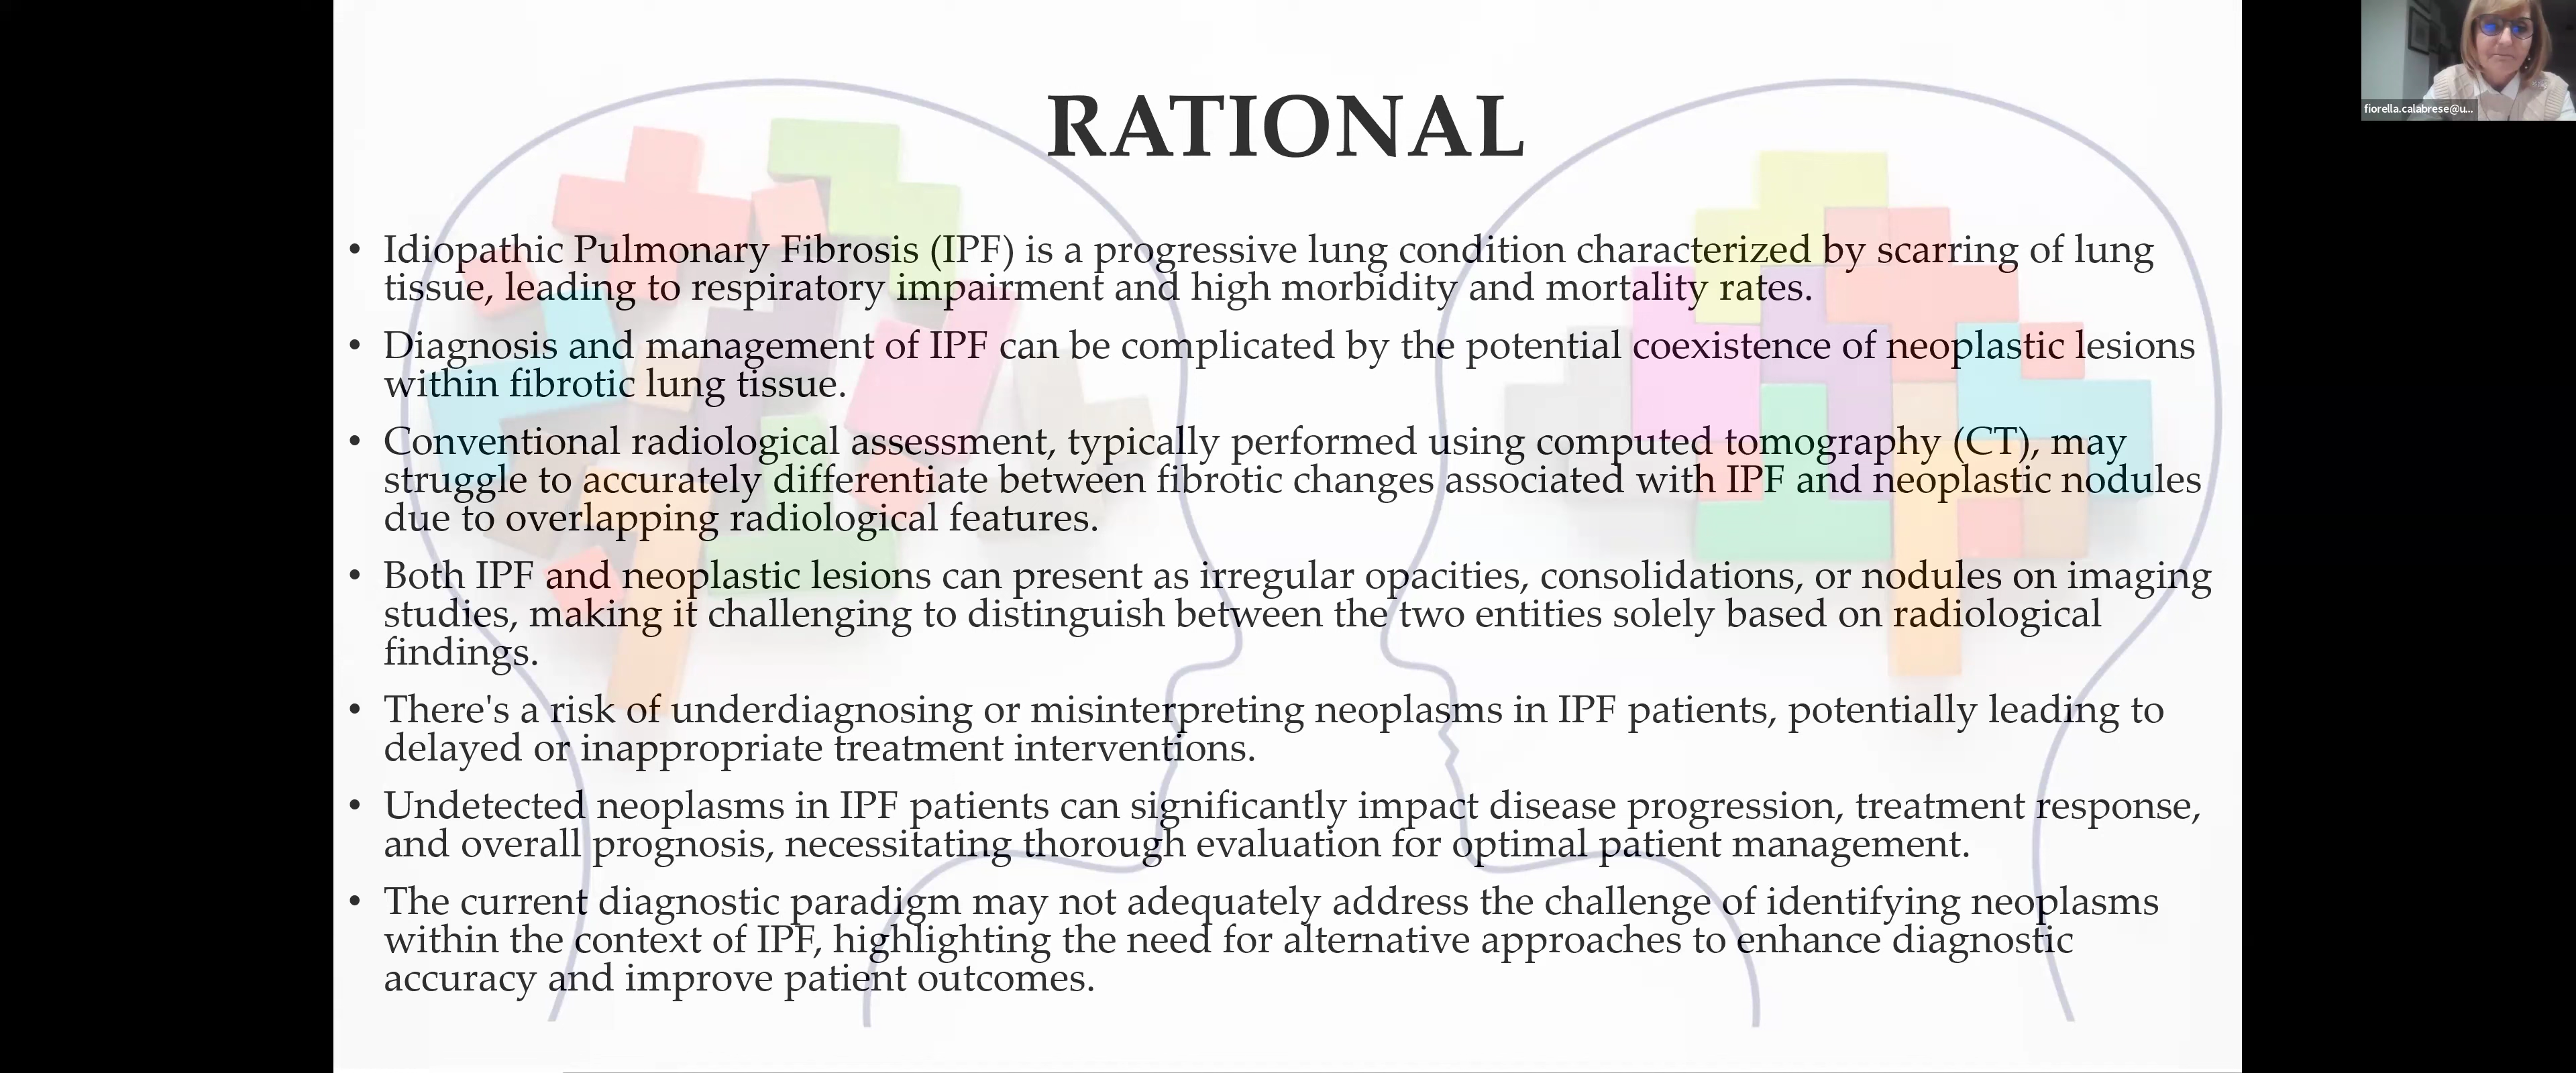 RATIONAL
fiorella.calabrese@u...
• Idiopathic Pulmonary Fibrosis (IPF) is a progressive lung condition characterized by scarring of lung
tissue, leading to respiratory impairment and high morbidity and mortality rates.
• Diagnosis and management of IPF can be complicated by the potential coexistence of neoplastic lesions
within fibrotic lung tissue.
• Conventional radiological assessment, typically performed using computed tomography (CT), may
struggle to accurately differentiate between fibrotic changes associated with IPF and neoplastic nodules
due to overlapping radiological features.
• Both IPF and neoplastic lesions can present as irregular opacities, consolidations, or nodules on imaging
studies, making it challenging to distinguish between the two entities solely based on radiological
findings.
• There's a risk of underdiagnosing or misinterpreting neoplasms in IPF patients, potentially leading to
delayed or inappropriate treatment interventions.
• Undetected neoplasms in IPF patients can significantly impact disease progression, treatment response,
and overall prognosis, necessitating thorough evaluation for optimal patient management.
• The current diagnostic paradigm may not adequately address the challenge of identifying neoplasms
within the context of IPF, highlighting the need for alternative approaches to enhance diagnostic
accuracy and improve patient outcomes.